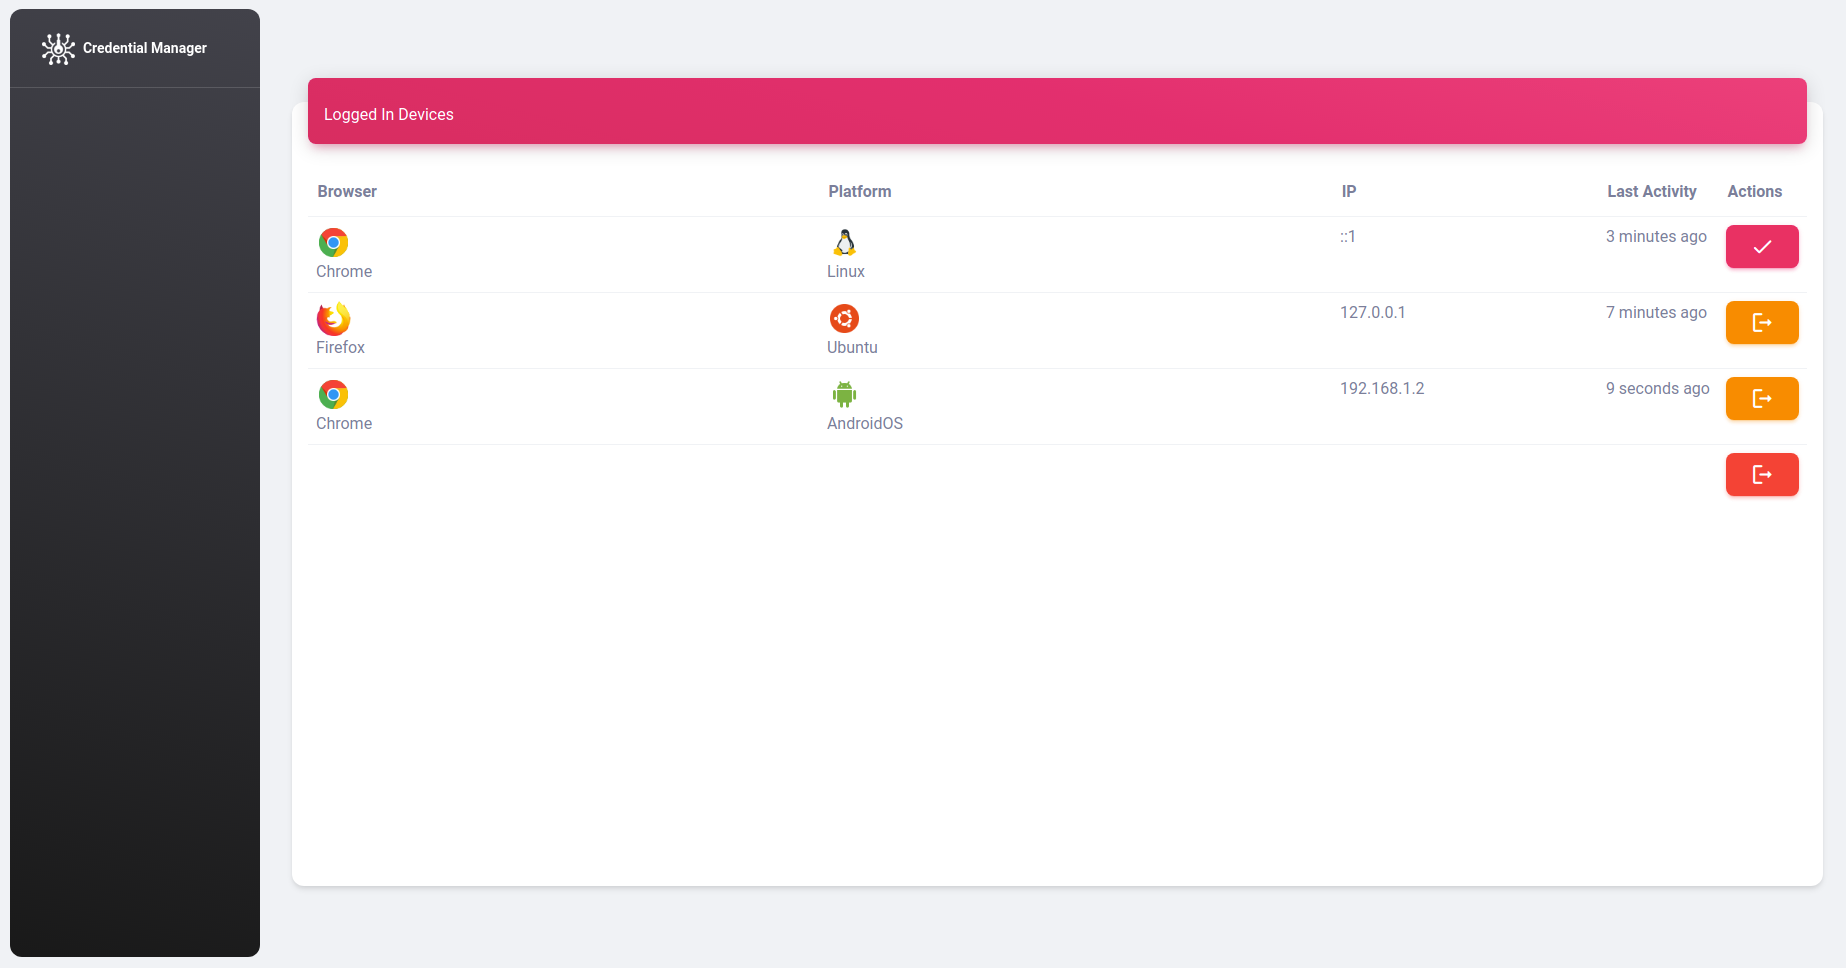 Credential Manager
Logged In Devices
Browser Platform IP Last Activity Actions
Chrome Linux ::1 3 minutes ago
Firefox Ubuntu 127.0.0.1 7 minutes ago
Chrome AndroidOS 192.168.1.2 9 seconds ago